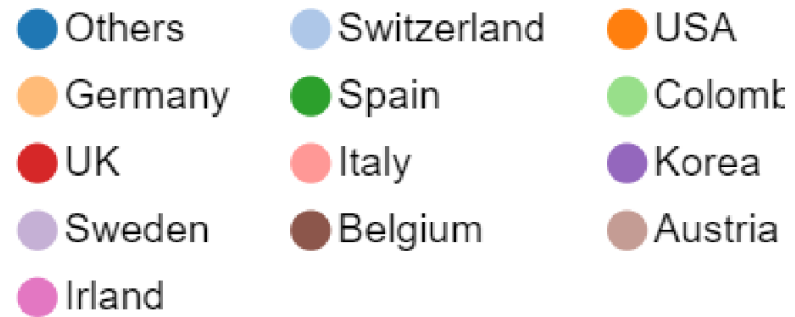 Others Switzerland USA
Germany Spain Colomb
UK Italy Korea
Sweden Belgium Austria
Irland